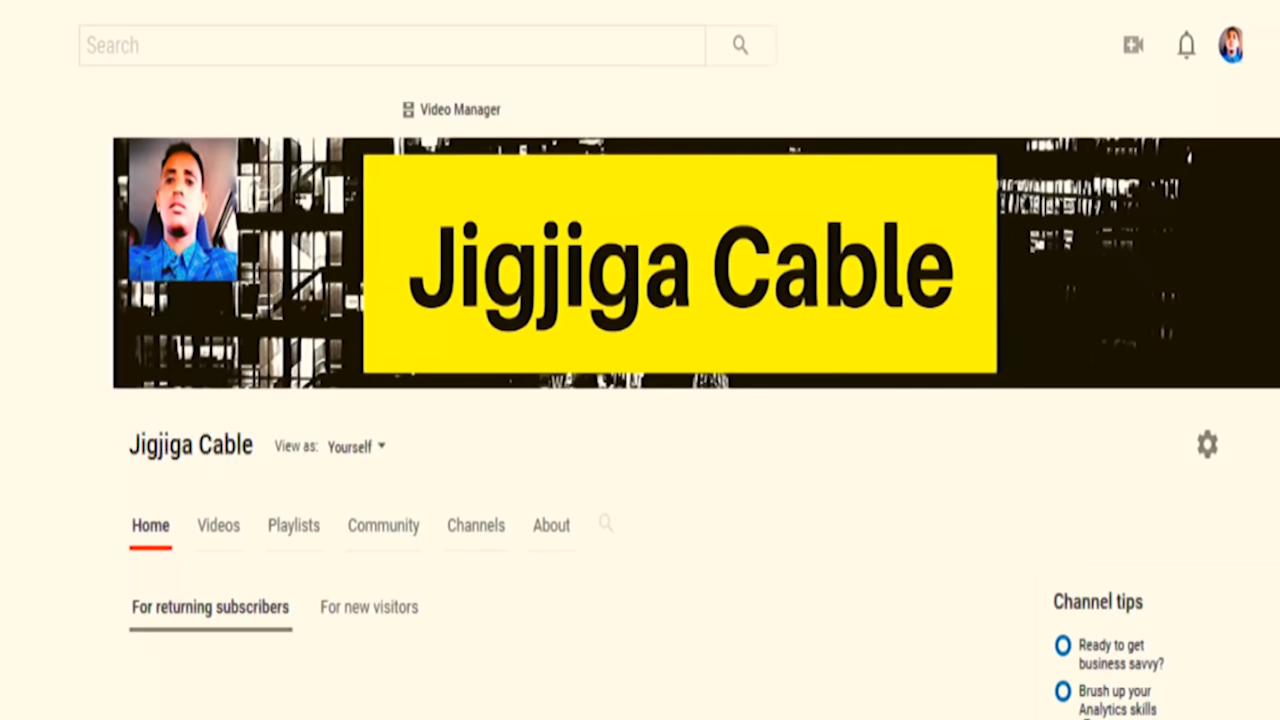 Search
Video Manager
Jigjiga Cable
Jigjiga Cable View as: Yourself
Home Videos Playlists Community Channels About
For returning subscribers For new visitors
Channel tips
Ready to get
business savvy?
Brush up your
Analytics skills